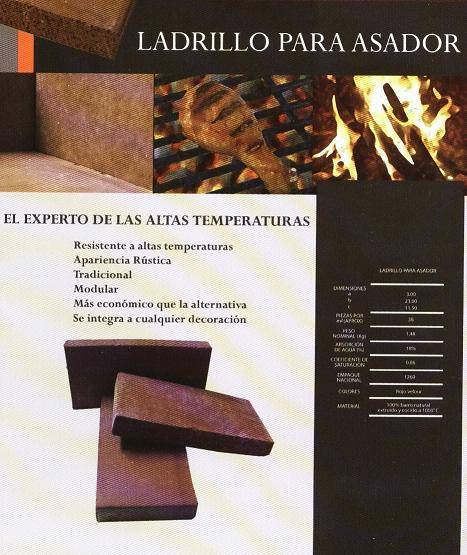 LADRILLO PARA ASADOR
EL EXPERTO DE LAS ALTAS TEMPERATURAS
Resistente a altas temperaturas
Apariencia Rústica
Tradicional
Modular
Más económico que la alternativa
Se integra a cualquier decoración
LADRILLO PARA ASADOR
DIMENSIONES
a 3.00
b 23.00
c 11.50
PIEZAS POR
m² (APROX) 36
PESO
NOMINAL (Kg) 1.48
ABSORCIÓN
DE AGUA (%) 18%
COEFICIENTE DE
SATURACIÓN 0.86
EMPAQUE
NACIONAL 1260
COLORES Rojo velour
MATERIAL 100% barro natural
extruido y cocido a 1000°C